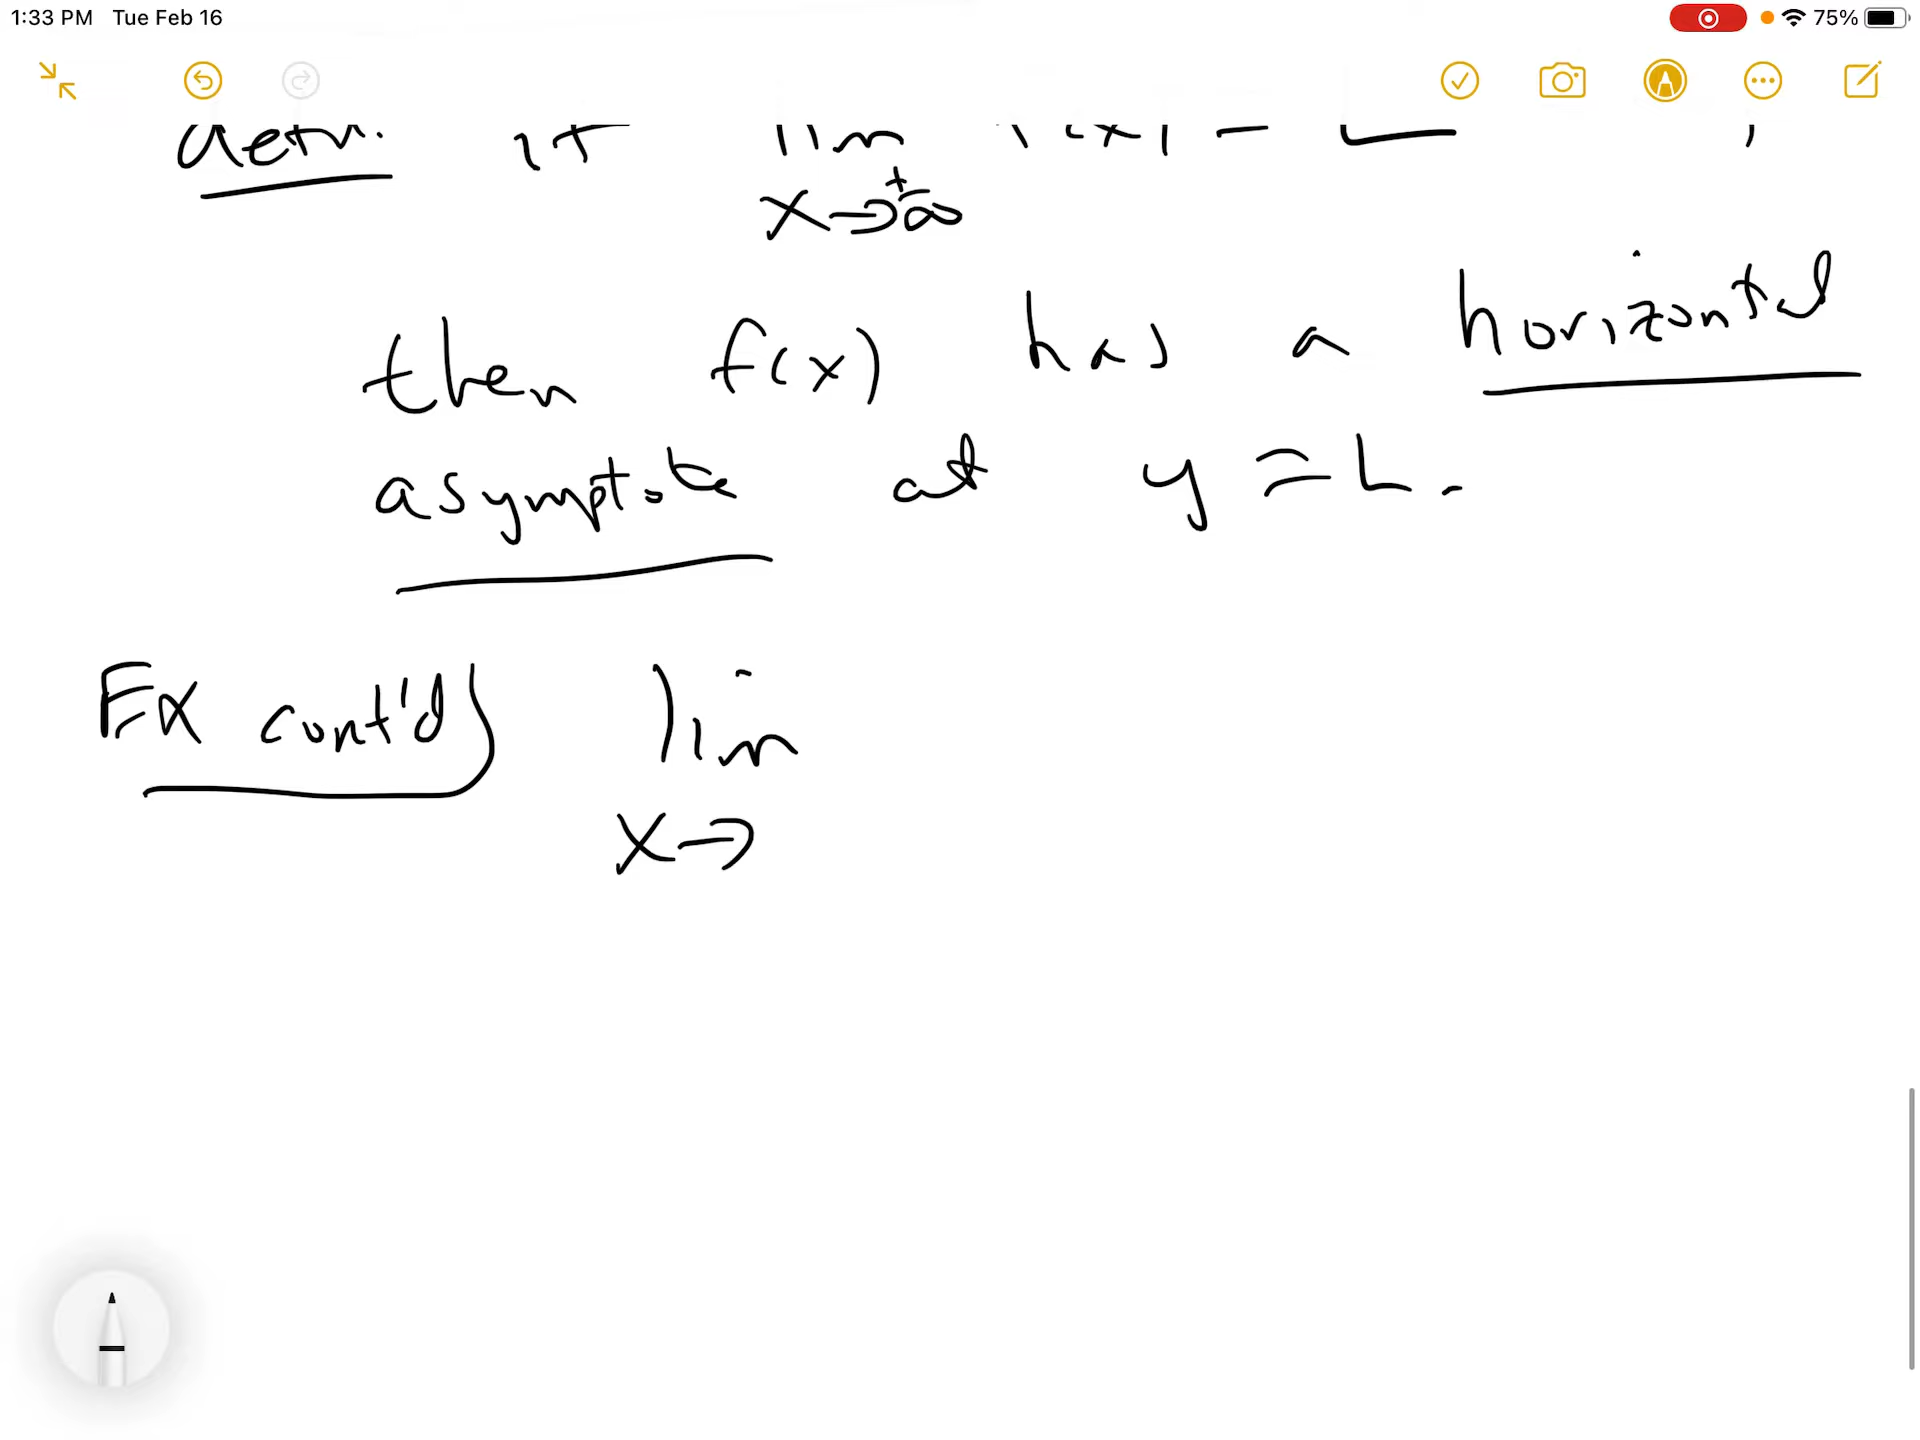 1:33 PM Tue Feb 16 75%
defn. if lim f(x) = L ,
x→±∞
then f(x) has a horizontal
asymptote at y = L.
EX cont'd) lim
x→